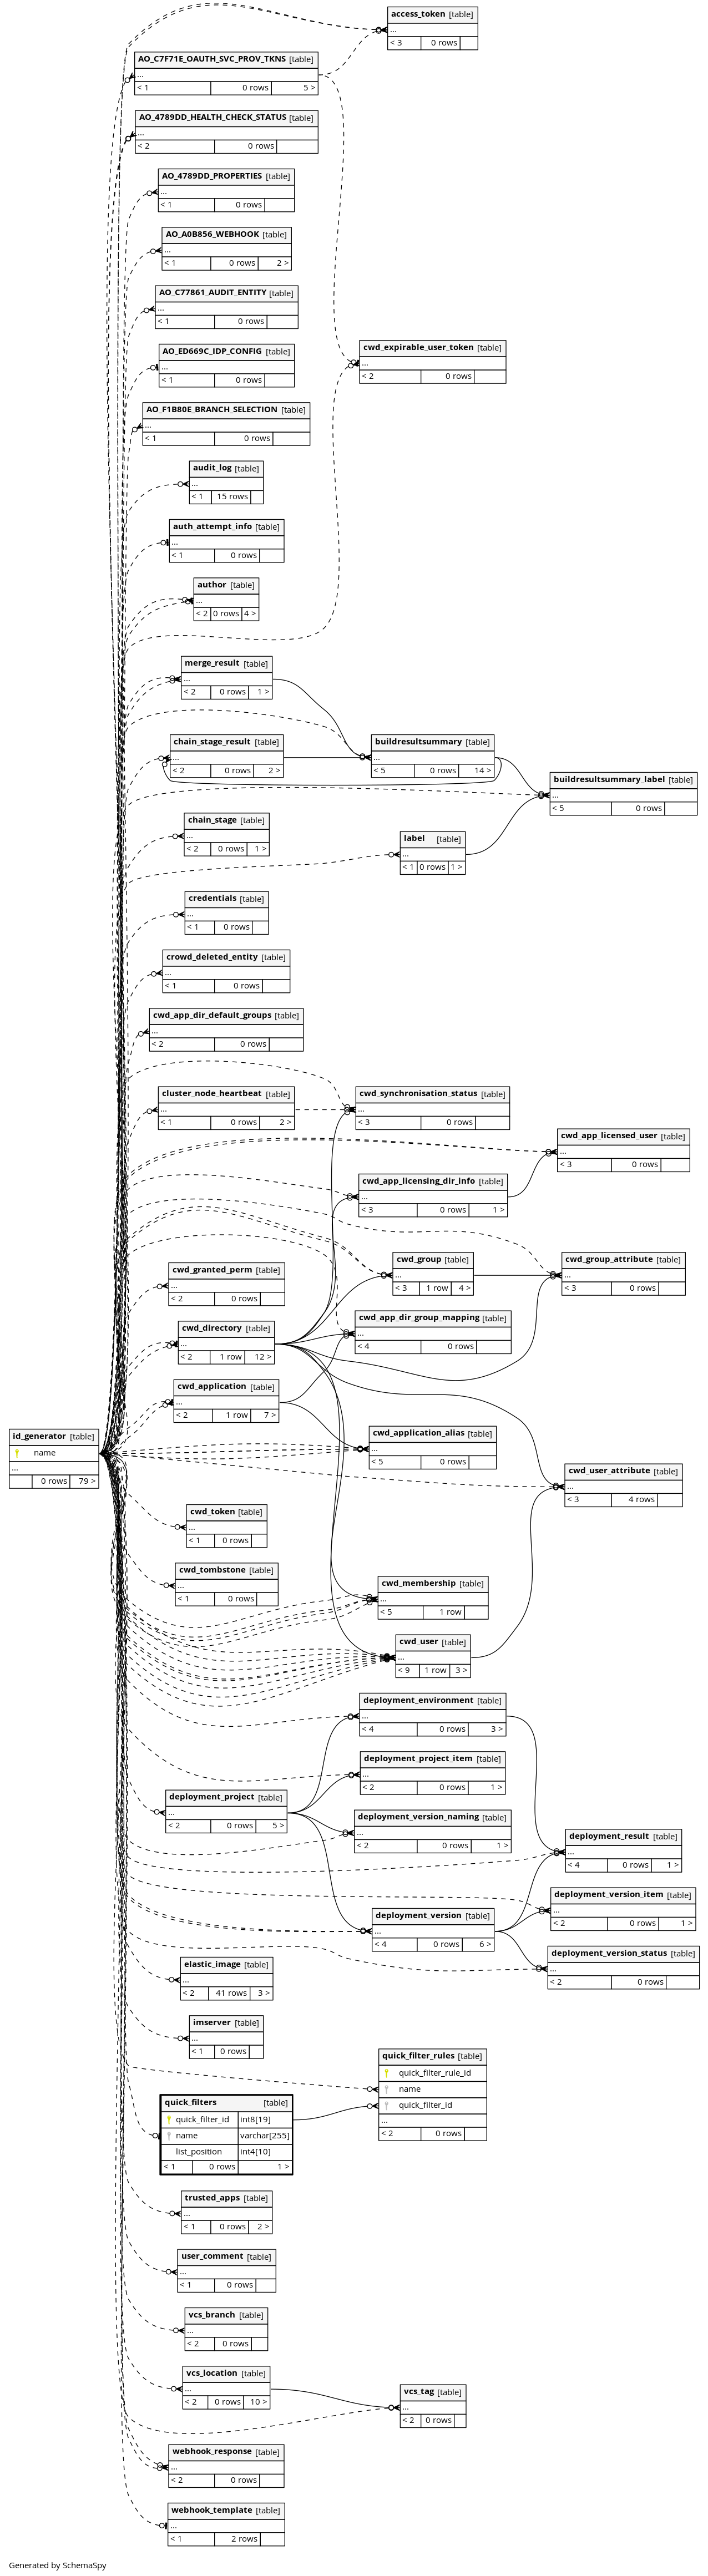 access_token [table]
...
< 3 0 rows
AO_C7F71E_OAUTH_SVC_PROV_TKNS [table]
...
< 1 0 rows 5 >
AO_4789DD_HEALTH_CHECK_STATUS [table]
...
< 2 0 rows
AO_4789DD_PROPERTIES [table]
...
< 1 0 rows
AO_A0B856_WEBHOOK [table]
...
< 1 0 rows 2 >
AO_C77861_AUDIT_ENTITY [table]
...
< 1 0 rows
cwd_expirable_user_token [table]
...
< 2 0 rows
AO_ED669C_IDP_CONFIG [table]
...
< 1 0 rows
AO_F1B80E_BRANCH_SELECTION [table]
...
< 1 0 rows
audit_log [table]
...
< 1 15 rows
auth_attempt_info [table]
...
< 1 0 rows
author [table]
...
< 2 0 rows 4 >
merge_result [table]
...
< 2 0 rows 1 >
chain_stage_result [table]
...
< 2 0 rows 2 >
buildresultsummary [table]
...
< 5 0 rows 14 >
buildresultsummary_label [table]
...
< 5 0 rows
chain_stage [table]
...
< 2 0 rows 1 >
label [table]
...
< 1 0 rows 1 >
credentials [table]
...
< 1 0 rows
crowd_deleted_entity [table]
...
< 1 0 rows
cwd_app_dir_default_groups [table]
...
< 2 0 rows
cluster_node_heartbeat [table]
...
< 1 0 rows 2 >
cwd_synchronisation_status [table]
...
< 3 0 rows
cwd_app_licensed_user [table]
...
< 3 0 rows
cwd_app_licensing_dir_info [table]
...
< 3 0 rows 1 >
cwd_group [table]
...
< 3 1 row 4 >
cwd_group_attribute [table]
...
< 3 0 rows
cwd_granted_perm [table]
...
< 2 0 rows
cwd_app_dir_group_mapping [table]
...
< 4 0 rows
cwd_directory [table]
...
< 2 1 row 12 >
cwd_application [table]
...
< 2 1 row 7 >
id_generator [table]
name
...
0 rows 79 >
cwd_application_alias [table]
...
< 5 0 rows
cwd_user_attribute [table]
...
< 3 4 rows
cwd_token [table]
...
< 1 0 rows
cwd_tombstone [table]
...
< 1 0 rows
cwd_membership [table]
...
< 5 1 row
cwd_user [table]
...
< 9 1 row 3 >
deployment_environment [table]
...
< 4 0 rows 3 >
deployment_project_item [table]
...
< 2 0 rows 1 >
deployment_project [table]
...
< 2 0 rows 5 >
deployment_version_naming [table]
...
< 2 0 rows 1 >
deployment_result [table]
...
< 4 0 rows 1 >
deployment_version_item [table]
...
< 2 0 rows 1 >
deployment_version [table]
...
< 4 0 rows 6 >
deployment_version_status [table]
...
< 2 0 rows
elastic_image [table]
...
< 2 41 rows 3 >
imserver [table]
...
< 1 0 rows
quick_filter_rules [table]
quick_filter_rule_id
name
quick_filter_id
...
< 2 0 rows
quick_filters [table]
quick_filter_id int8[19]
name varchar[255]
list_position int4[10]
< 1 0 rows 1 >
trusted_apps [table]
...
< 1 0 rows 2 >
user_comment [table]
...
< 1 0 rows
vcs_branch [table]
...
< 2 0 rows
vcs_location [table]
...
< 2 0 rows 10 >
vcs_tag [table]
...
< 2 0 rows
webhook_response [table]
...
< 2 0 rows
webhook_template [table]
...
< 1 2 rows
Generated by SchemaSpy